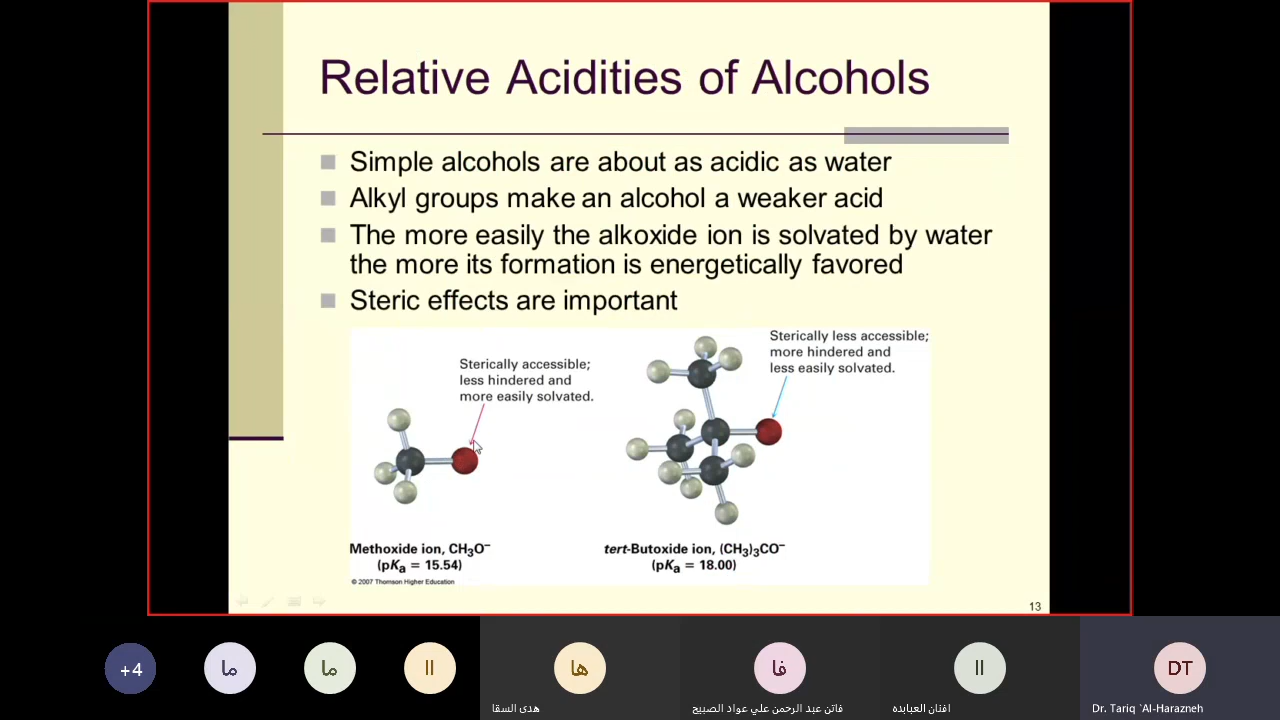 Relative Acidities of Alcohols
Simple alcohols are about as acidic as water
Alkyl groups make an alcohol a weaker acid
The more easily the alkoxide ion is solvated by water
the more its formation is energetically favored
Steric effects are important
Sterically accessible;
less hindered and
more easily solvated.
Sterically less accessible;
more hindered and
less easily solvated.
Methoxide ion, CH₃O⁻
(pKₐ = 15.54)
tert-Butoxide ion, (CH₃)₃CO⁻
(pKₐ = 18.00)
© 2007 Thomson Higher Education
13
+4
ما
ما
اا
ها
هدى السقا
فا
فاتن عبد الرحمن علي عواد الصبيح
اا
افنان العبابده
DT
Dr. Tariq `Al-Harazneh